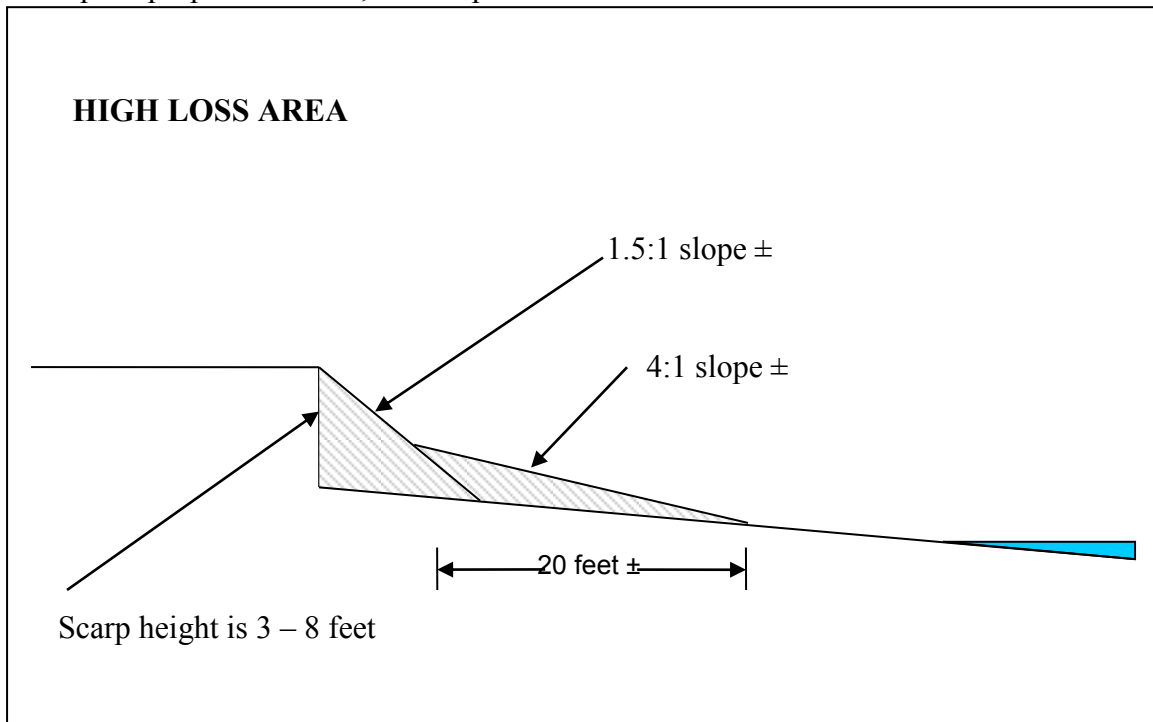 HIGH LOSS AREA
1.5:1 slope ±
4:1 slope ±
20 feet ±
Scarp height is 3 – 8 feet